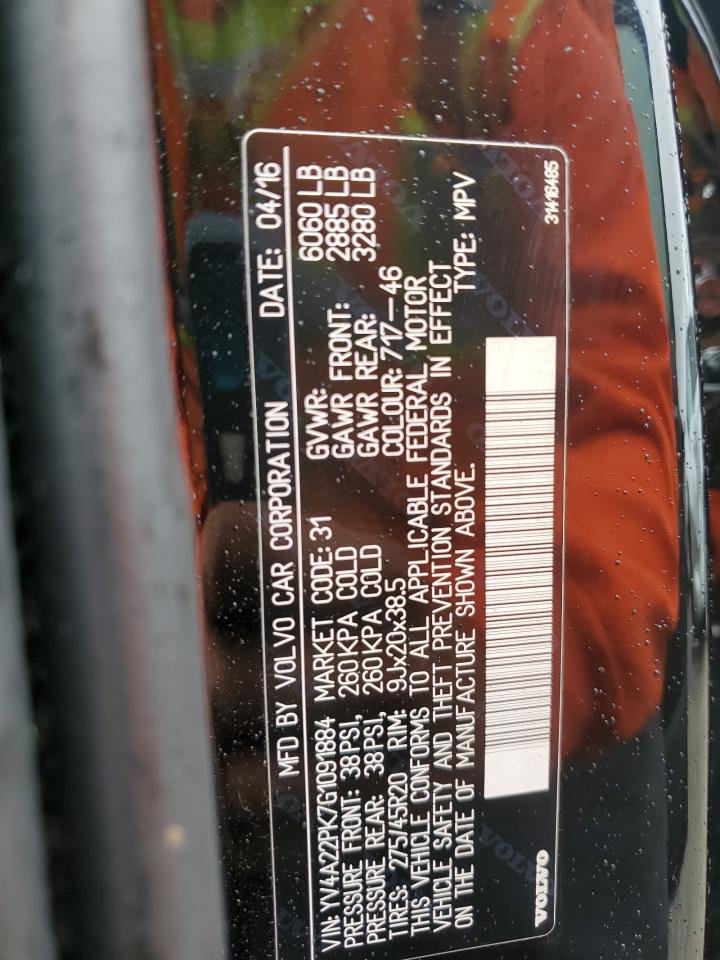 MFD BY VOLVO CAR CORPORATION DATE: 04/16
VIN: YV4A22PK7G1091884 MARKET CODE: 31 GVWR: 6060 LB
PRESSURE FRONT: 38PSI, 260KPA COLD GAWR FRONT: 2885 LB
PRESSURE REAR: 38PSI, 260KPA COLD GAWR REAR: 3280 LB
TIRES: 275/45R20 RIM: 9Jx20x38.5 COLOUR: 717-46
THIS VEHICLE CONFORMS TO ALL APPLICABLE FEDERAL MOTOR
VEHICLE SAFETY AND THEFT PREVENTION STANDARDS IN EFFECT
ON THE DATE OF MANUFACTURE SHOWN ABOVE. TYPE: MPV
VOLVO 31416485